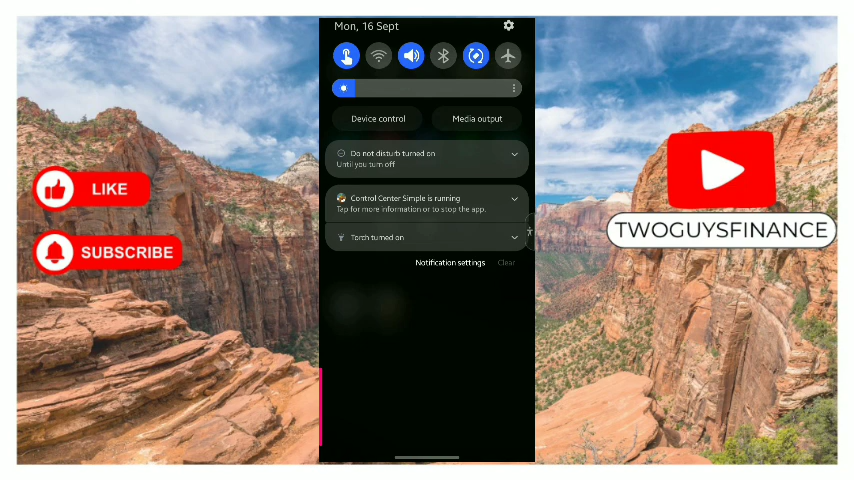 Mon, 16 Sept
Device control
Media output
Do not disturb turned on
Until you turn off
Control Center Simple is running
Tap for more information or to stop the app.
Torch turned on
Notification settings
Clear
LIKE
SUBSCRIBE
TWOGUYSFINANCE